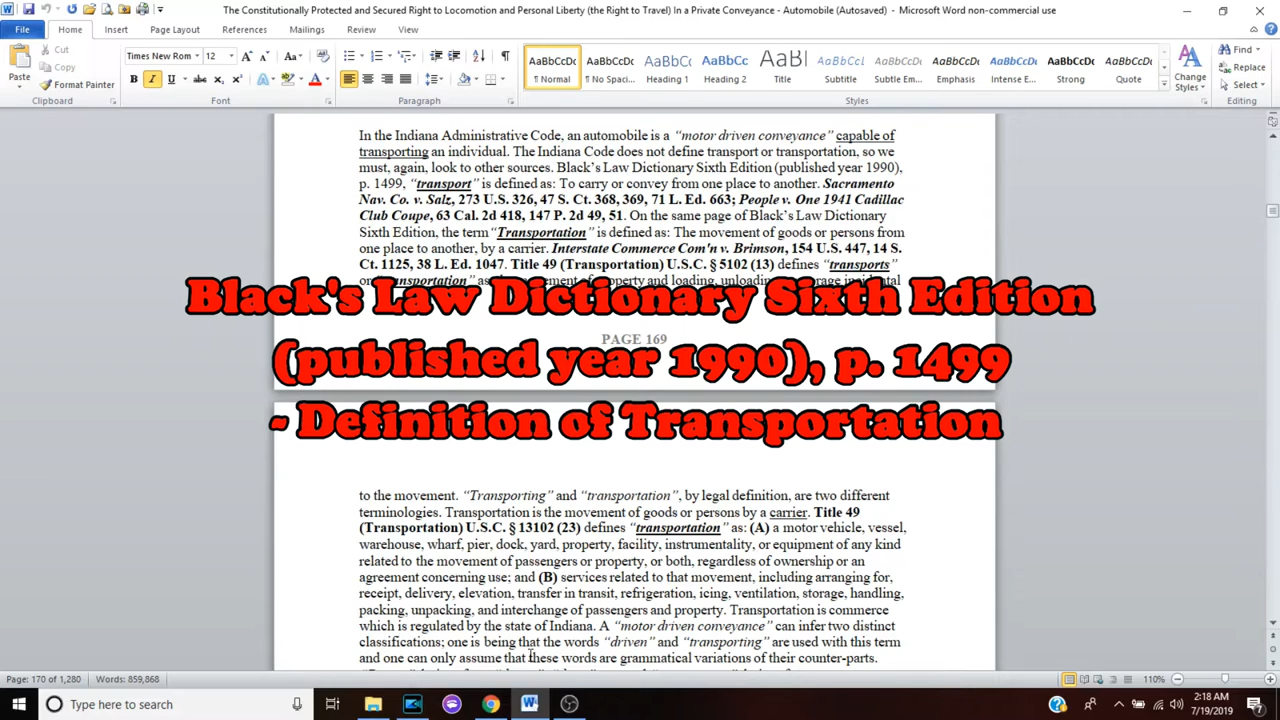 The Constitutionally Protected and Secured Right to Locomotion and Personal Liberty (the Right to Travel) In a Private Conveyance - Automobile (Autosaved) - Microsoft Word non-commercial use
File Home Insert Page Layout References Mailings Review View
Paste
Cut
Copy
Format Painter
Clipboard
Times New Rom 12
Font
Paragraph
AaBbCcDc AaBbCcDc AaBbCc AaBbCc AaBl AaBbCcDc AaBbCcDc AaBbCcDc AaBbCcDc AaBbCcDc AaBbCcDc
¶ Normal ¶ No Spaci... Heading 1 Heading 2 Title Subtitle Subtle Em... Emphasis Intense E... Strong Quote
Styles
Change Styles
Find
Replace
Select
Editing
In the Indiana Administrative Code, an automobile is a “motor driven conveyance” capable of
transporting an individual. The Indiana Code does not define transport or transportation, so we
must, again, look to other sources. Black’s Law Dictionary Sixth Edition (published year 1990),
p. 1499, “transport” is defined as: To carry or convey from one place to another. Sacramento
Nav. Co. v. Salz, 273 U.S. 326, 47 S. Ct. 368, 369, 71 L. Ed. 663; People v. One 1941 Cadillac
Club Coupe, 63 Cal. 2d 418, 147 P. 2d 49, 51. On the same page of Black’s Law Dictionary
Sixth Edition, the term “Transportation” is defined as: The movement of goods or persons from
one place to another, by a carrier. Interstate Commerce Com'n v. Brimson, 154 U.S. 447, 14 S.
Ct. 1125, 38 L. Ed. 1047. Title 49 (Transportation) U.S.C. § 5102 (13) defines “transports”
Black's Law Dictionary Sixth Edition
PAGE 169
(published year 1990), p. 1499
- Definition of Transportation
to the movement. “Transporting” and “transportation”, by legal definition, are two different
terminologies. Transportation is the movement of goods or persons by a carrier. Title 49
(Transportation) U.S.C. § 13102 (23) defines “transportation” as: (A) a motor vehicle, vessel,
warehouse, wharf, pier, dock, yard, property, facility, instrumentality, or equipment of any kind
related to the movement of passengers or property, or both, regardless of ownership or an
agreement concerning use; and (B) services related to that movement, including arranging for,
receipt, delivery, elevation, transfer in transit, refrigeration, icing, ventilation, storage, handling,
packing, unpacking, and interchange of passengers and property. Transportation is commerce
which is regulated by the state of Indiana. A “motor driven conveyance” can infer two distinct
classifications; one is being that the words “driven” and “transporting” are used with this term
and one can only assume that these words are grammatical variations of their counter-parts.
Page: 170 of 1,280 Words: 859,868
110%
Type here to search
2:18 AM
7/19/2019